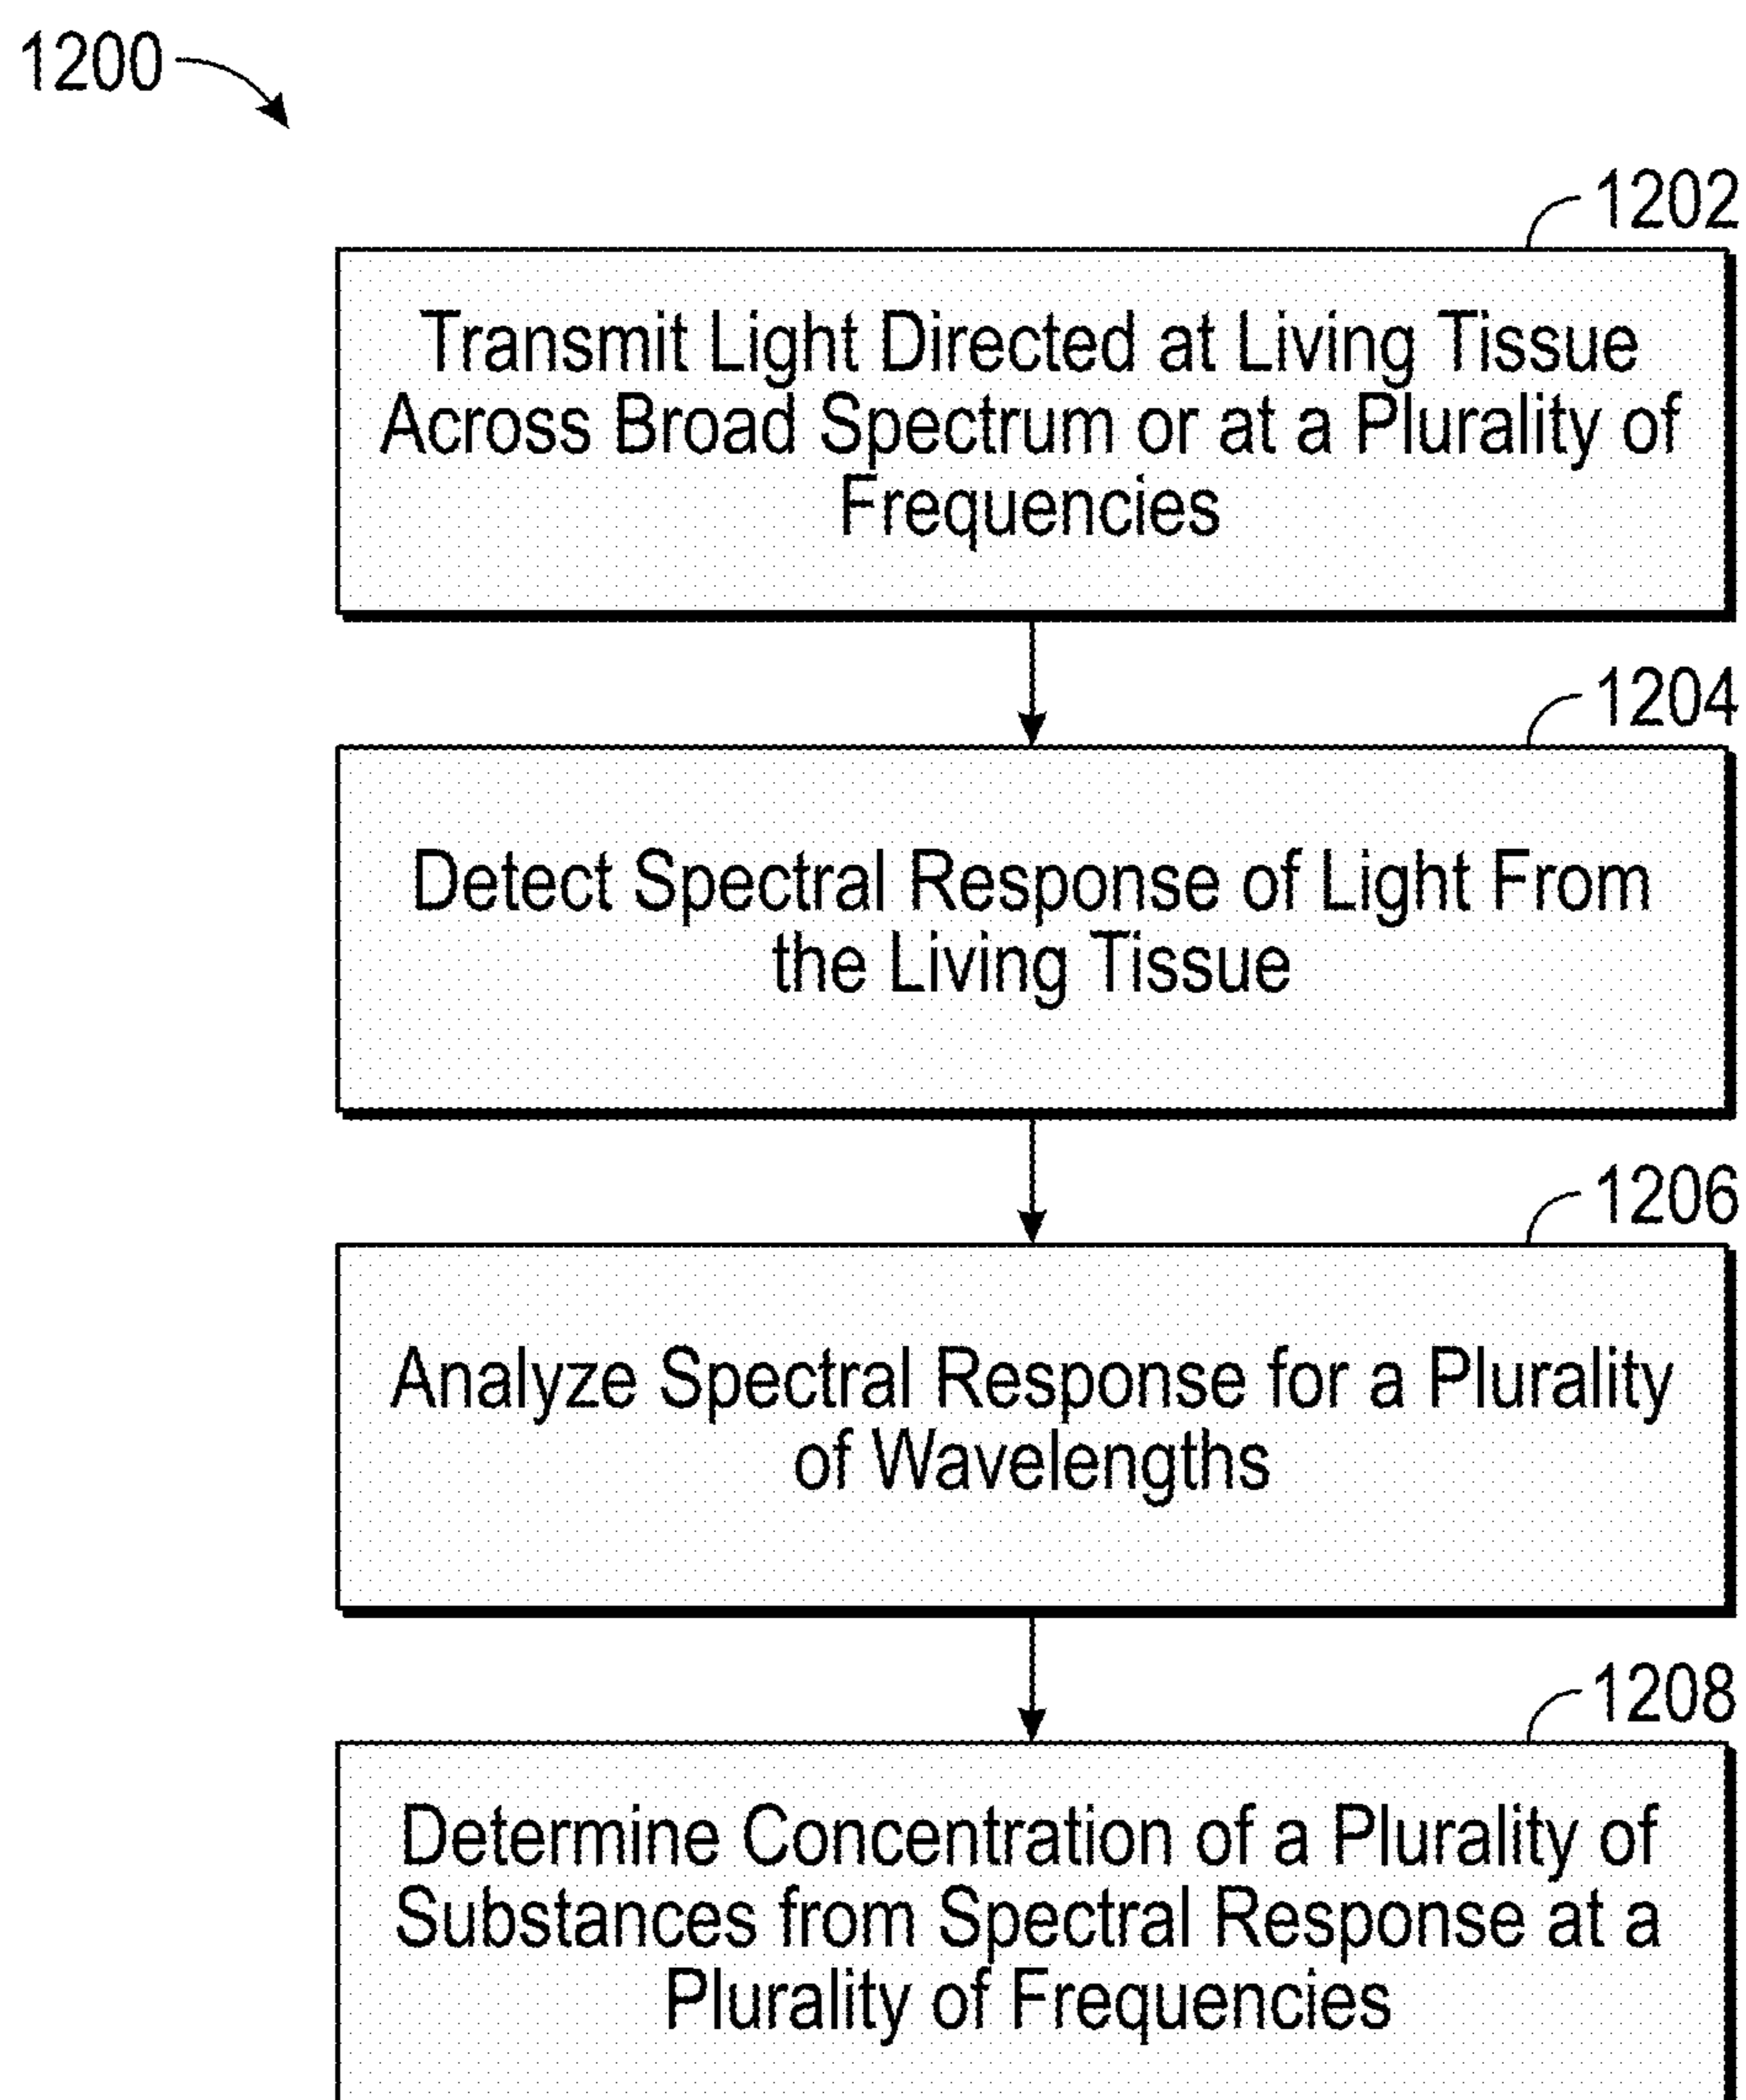 1200
1202
Transmit Light Directed at Living Tissue
Across Broad Spectrum or at a Plurality of
Frequencies
1204
Detect Spectral Response of Light From
the Living Tissue
1206
Analyze Spectral Response for a Plurality
of Wavelengths
1208
Determine Concentration of a Plurality of
Substances from Spectral Response at a
Plurality of Frequencies